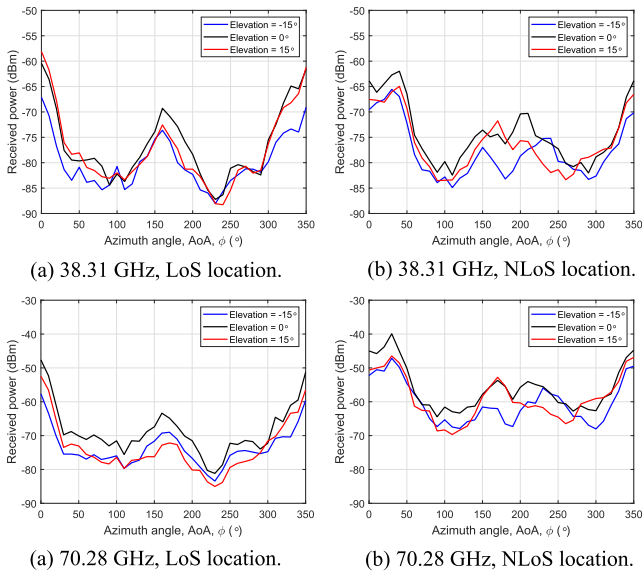 -50
-55
-60
-65
-70
-75
-80
-85
-90
Received power (dBm)
Elevation = -15°
Elevation = 0°
Elevation = 15°
0 50 100 150 200 250 300 350
Azimuth angle, AoA, ϕ (°)
(a) 38.31 GHz, LoS location.
-50
-55
-60
-65
-70
-75
-80
-85
-90
Received power (dBm)
Elevation = -15°
Elevation = 0°
Elevation = 15°
0 50 100 150 200 250 300 350
Azimuth angle, AoA, ϕ (°)
(b) 38.31 GHz, NLoS location.
-30
-40
-50
-60
-70
-80
-90
Received power (dBm)
Elevation = -15°
Elevation = 0°
Elevation = 15°
0 50 100 150 200 250 300 350
Azimuth angle, AoA, ϕ (°)
(a) 70.28 GHz, LoS location.
-30
-40
-50
-60
-70
-80
-90
Received power (dBm)
Elevation = -15°
Elevation = 0°
Elevation = 15°
0 50 100 150 200 250 300 350
Azimuth angle, AoA, ϕ (°)
(b) 70.28 GHz, NLoS location.